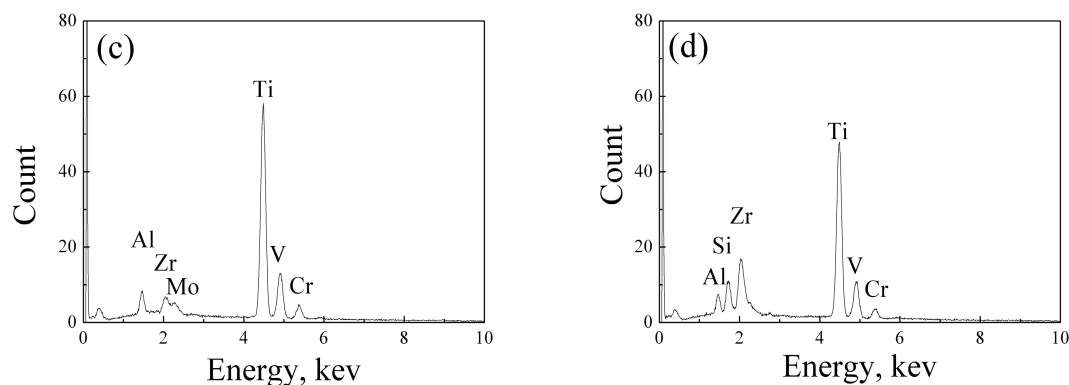 (c)
80
60
40
20
0
Count
Ti
Al
Zr
Mo
V
Cr
0 2 4 6 8 10
Energy, kev
(d)
80
60
40
20
0
Count
Ti
Zr
Si
Al
V
Cr
0 2 4 6 8 10
Energy, kev